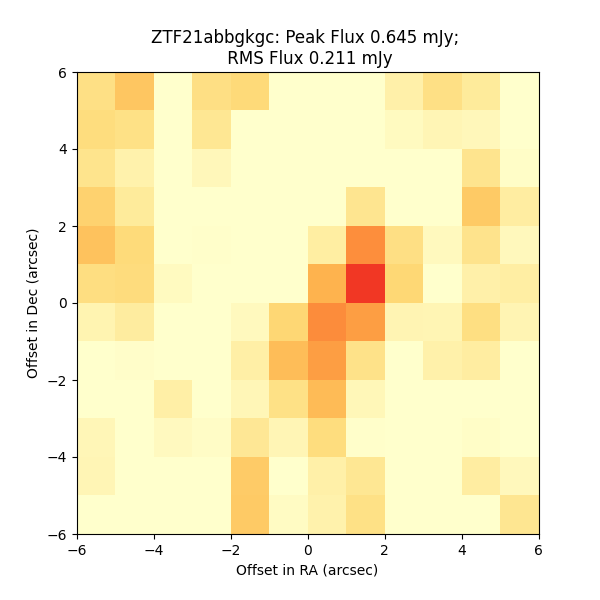 ZTF21abbgkgc: Peak Flux 0.645 mJy;
RMS Flux 0.211 mJy
6
4
2
0
−2
−4
−6
Offset in Dec (arcsec)
−6 −4 −2 0 2 4 6
Offset in RA (arcsec)